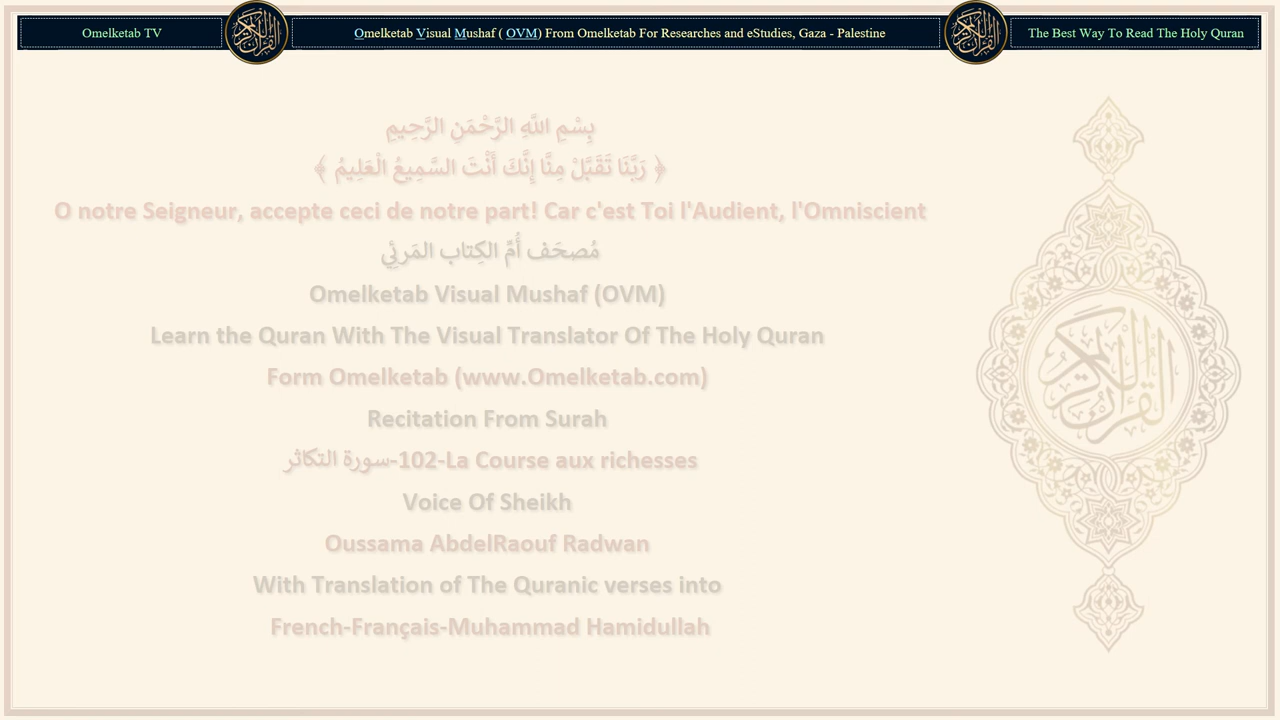 Omelketab TV
Omelketab Visual Mushaf ( OVM) From Omelketab For Researches and eStudies, Gaza - Palestine
The Best Way To Read The Holy Quran
بِسْمِ اللَّهِ الرَّحْمَنِ الرَّحِيمِ
﴿ رَبَّنَا تَقَبَّلْ مِنَّا إِنَّكَ أَنْتَ السَّمِيعُ الْعَلِيمُ ﴾
O notre Seigneur, accepte ceci de notre part! Car c'est Toi l'Audient, l'Omniscient
مُصحَف أُمّ الكِتاب المَرئِي
Omelketab Visual Mushaf (OVM)
Learn the Quran With The Visual Translator Of The Holy Quran
Form Omelketab (www.Omelketab.com)
Recitation From Surah
سورة التكاثر-102-La Course aux richesses
Voice Of Sheikh
Oussama AbdelRaouf Radwan
With Translation of The Quranic verses into
French-Français-Muhammad Hamidullah
القرآن الكريم